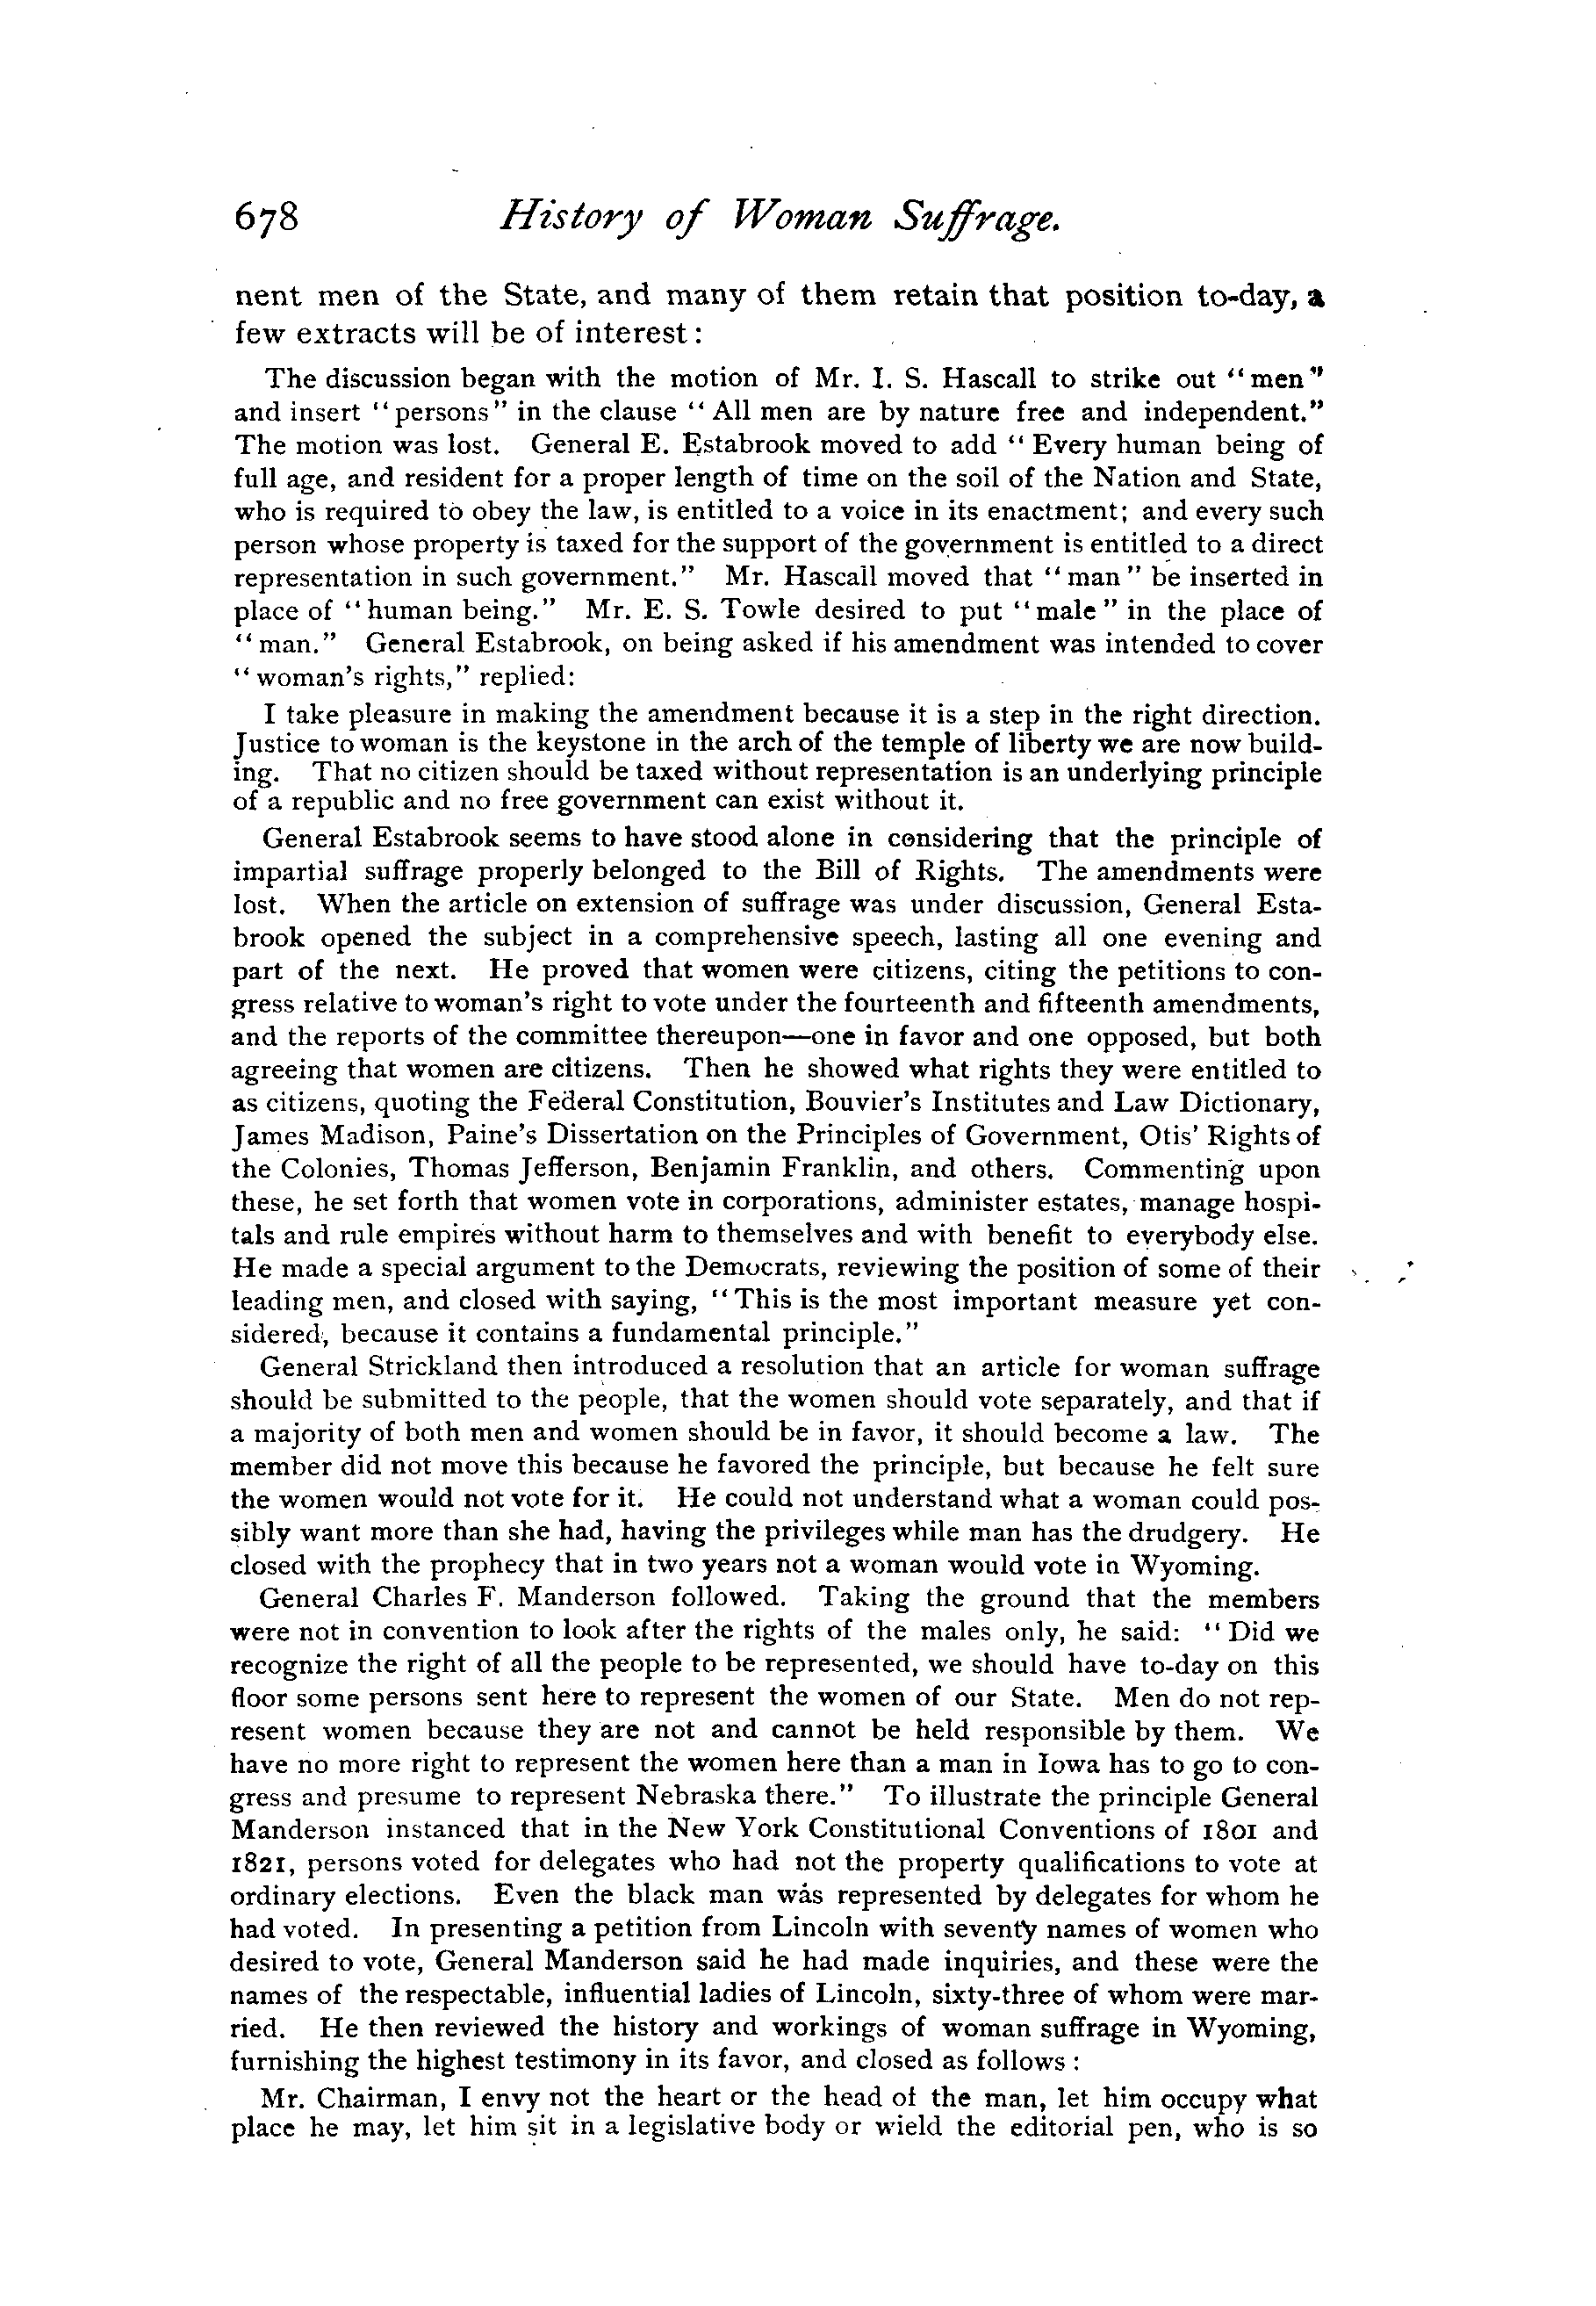 678 History of Woman Suffrage.
nent men of the State, and many of them retain that position to-day, a
few extracts will be of interest :
The discussion began with the motion of Mr. I. S. Hascall to strike out "men"
and insert "persons" in the clause "All men are by nature free and independent."
The motion was lost. General E. Estabrook moved to add "Every human being of
full age, and resident for a proper length of time on the soil of the Nation and State,
who is required to obey the law, is entitled to a voice in its enactment; and every such
person whose property is taxed for the support of the government is entitled to a direct
representation in such government." Mr. Hascall moved that "man" be inserted in
place of "human being." Mr. E. S. Towle desired to put "male" in the place of
"man." General Estabrook, on being asked if his amendment was intended to cover
"woman's rights," replied:
I take pleasure in making the amendment because it is a step in the right direction.
Justice to woman is the keystone in the arch of the temple of liberty we are now build-
ing. That no citizen should be taxed without representation is an underlying principle
of a republic and no free government can exist without it.
General Estabrook seems to have stood alone in considering that the principle of
impartial suffrage properly belonged to the Bill of Rights. The amendments were
lost. When the article on extension of suffrage was under discussion, General Esta-
brook opened the subject in a comprehensive speech, lasting all one evening and
part of the next. He proved that women were citizens, citing the petitions to con-
gress relative to woman's right to vote under the fourteenth and fifteenth amendments,
and the reports of the committee thereupon—one in favor and one opposed, but both
agreeing that women are citizens. Then he showed what rights they were entitled to
as citizens, quoting the Federal Constitution, Bouvier's Institutes and Law Dictionary,
James Madison, Paine's Dissertation on the Principles of Government, Otis' Rights of
the Colonies, Thomas Jefferson, Benjamin Franklin, and others. Commenting upon
these, he set forth that women vote in corporations, administer estates, manage hospi-
tals and rule empires without harm to themselves and with benefit to everybody else.
He made a special argument to the Democrats, reviewing the position of some of their
leading men, and closed with saying, "This is the most important measure yet con-
sidered, because it contains a fundamental principle."
General Strickland then introduced a resolution that an article for woman suffrage
should be submitted to the people, that the women should vote separately, and that if
a majority of both men and women should be in favor, it should become a law. The
member did not move this because he favored the principle, but because he felt sure
the women would not vote for it. He could not understand what a woman could pos-
sibly want more than she had, having the privileges while man has the drudgery. He
closed with the prophecy that in two years not a woman would vote in Wyoming.
General Charles F. Manderson followed. Taking the ground that the members
were not in convention to look after the rights of the males only, he said: "Did we
recognize the right of all the people to be represented, we should have to-day on this
floor some persons sent here to represent the women of our State. Men do not rep-
resent women because they are not and cannot be held responsible by them. We
have no more right to represent the women here than a man in Iowa has to go to con-
gress and presume to represent Nebraska there." To illustrate the principle General
Manderson instanced that in the New York Constitutional Conventions of 1801 and
1821, persons voted for delegates who had not the property qualifications to vote at
ordinary elections. Even the black man was represented by delegates for whom he
had voted. In presenting a petition from Lincoln with seventy names of women who
desired to vote, General Manderson said he had made inquiries, and these were the
names of the respectable, influential ladies of Lincoln, sixty-three of whom were mar-
ried. He then reviewed the history and workings of woman suffrage in Wyoming,
furnishing the highest testimony in its favor, and closed as follows :
Mr. Chairman, I envy not the heart or the head of the man, let him occupy what
place he may, let him sit in a legislative body or wield the editorial pen, who is so